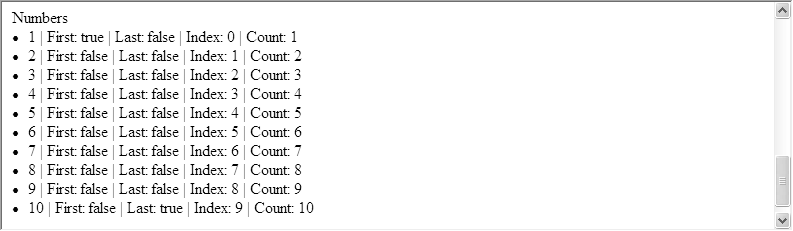 Numbers
• 1 | First: true | Last: false | Index: 0 | Count: 1
• 2 | First: false | Last: false | Index: 1 | Count: 2
• 3 | First: false | Last: false | Index: 2 | Count: 3
• 4 | First: false | Last: false | Index: 3 | Count: 4
• 5 | First: false | Last: false | Index: 4 | Count: 5
• 6 | First: false | Last: false | Index: 5 | Count: 6
• 7 | First: false | Last: false | Index: 6 | Count: 7
• 8 | First: false | Last: false | Index: 7 | Count: 8
• 9 | First: false | Last: false | Index: 8 | Count: 9
• 10 | First: false | Last: true | Index: 9 | Count: 10